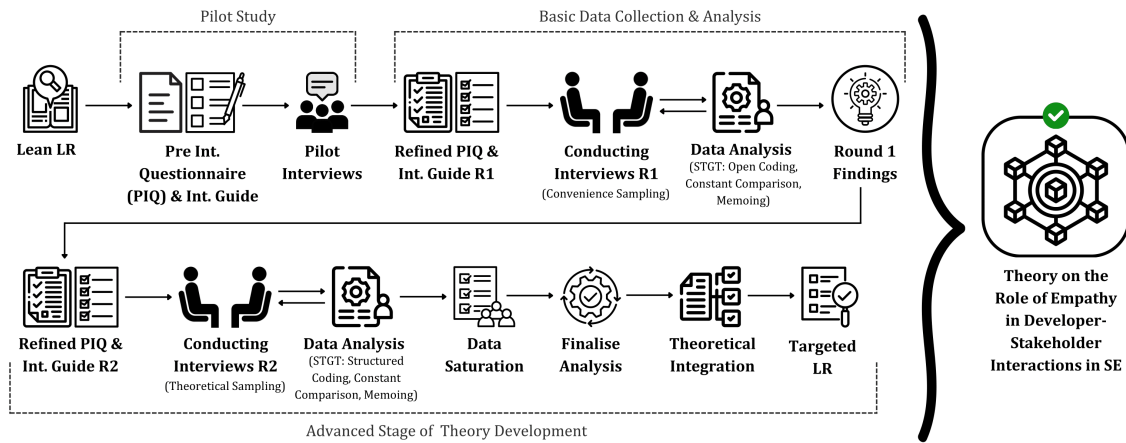 Pilot Study
Basic Data Collection & Analysis
Lean LR
Pre Int.
Questionnaire
(PIQ) & Int. Guide
Pilot
Interviews
Refined PIQ &
Int. Guide R1
Conducting
Interviews R1
(Convenience Sampling)
Data Analysis
(STGT: Open Coding,
Constant Comparison,
Memoing)
Round 1
Findings
Refined PIQ &
Int. Guide R2
Conducting
Interviews R2
(Theoretical Sampling)
Data Analysis
(STGT: Structured
Coding, Constant
Comparison, Memoing)
Data
Saturation
Finalise
Analysis
Theoretical
Integration
Targeted
LR
Advanced Stage of Theory Development
Theory on the
Role of Empathy
in Developer-
Stakeholder
Interactions in SE